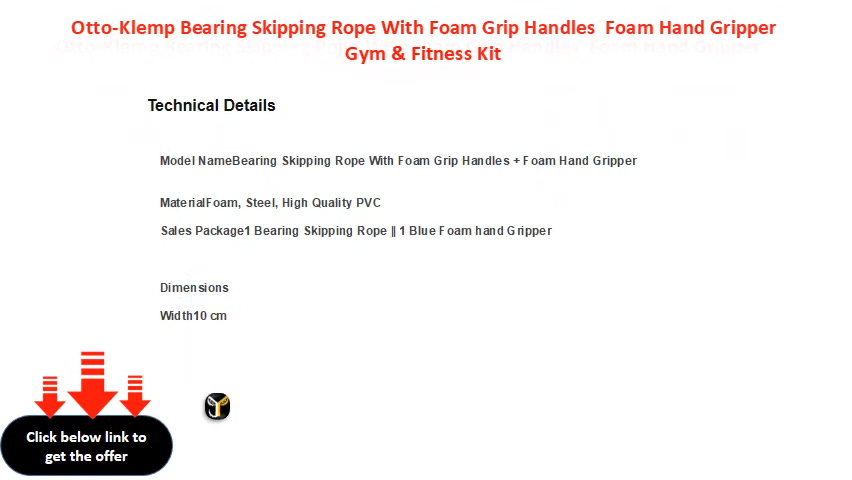 Otto-Klemp Bearing Skipping Rope With Foam Grip Handles  Foam Hand Gripper
Gym & Fitness Kit
Technical Details
Model NameBearing Skipping Rope With Foam Grip Handles + Foam Hand Gripper
MaterialFoam, Steel, High Quality PVC
Sales Package1 Bearing Skipping Rope || 1 Blue Foam hand Gripper
Dimensions
Width10 cm
Click below link to
get the offer